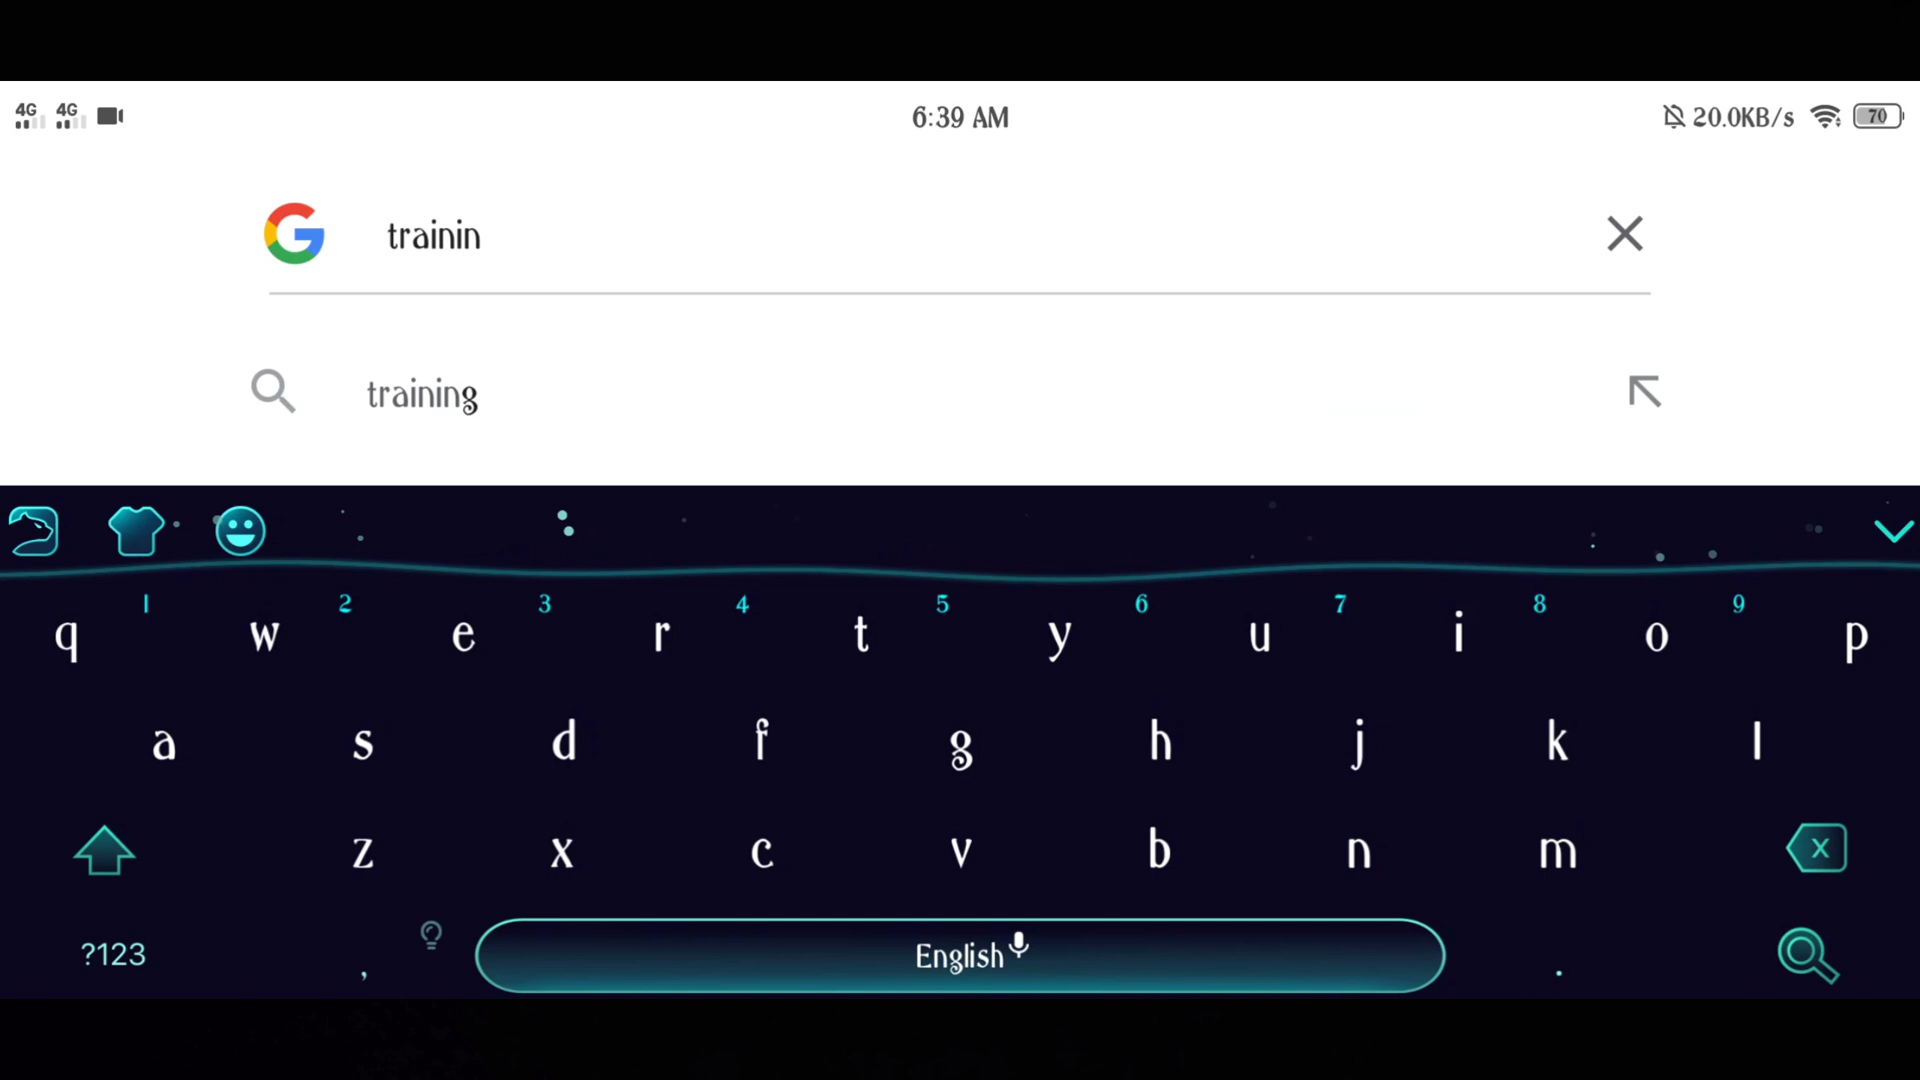 4G 4G 6:39 AM 20.0KB/s 70
trainin
training
1 2 3 4 5 6 7 8 9
q w e r t y u i o p
a s d f g h j k l
z x c v b n m x
?123 , English .